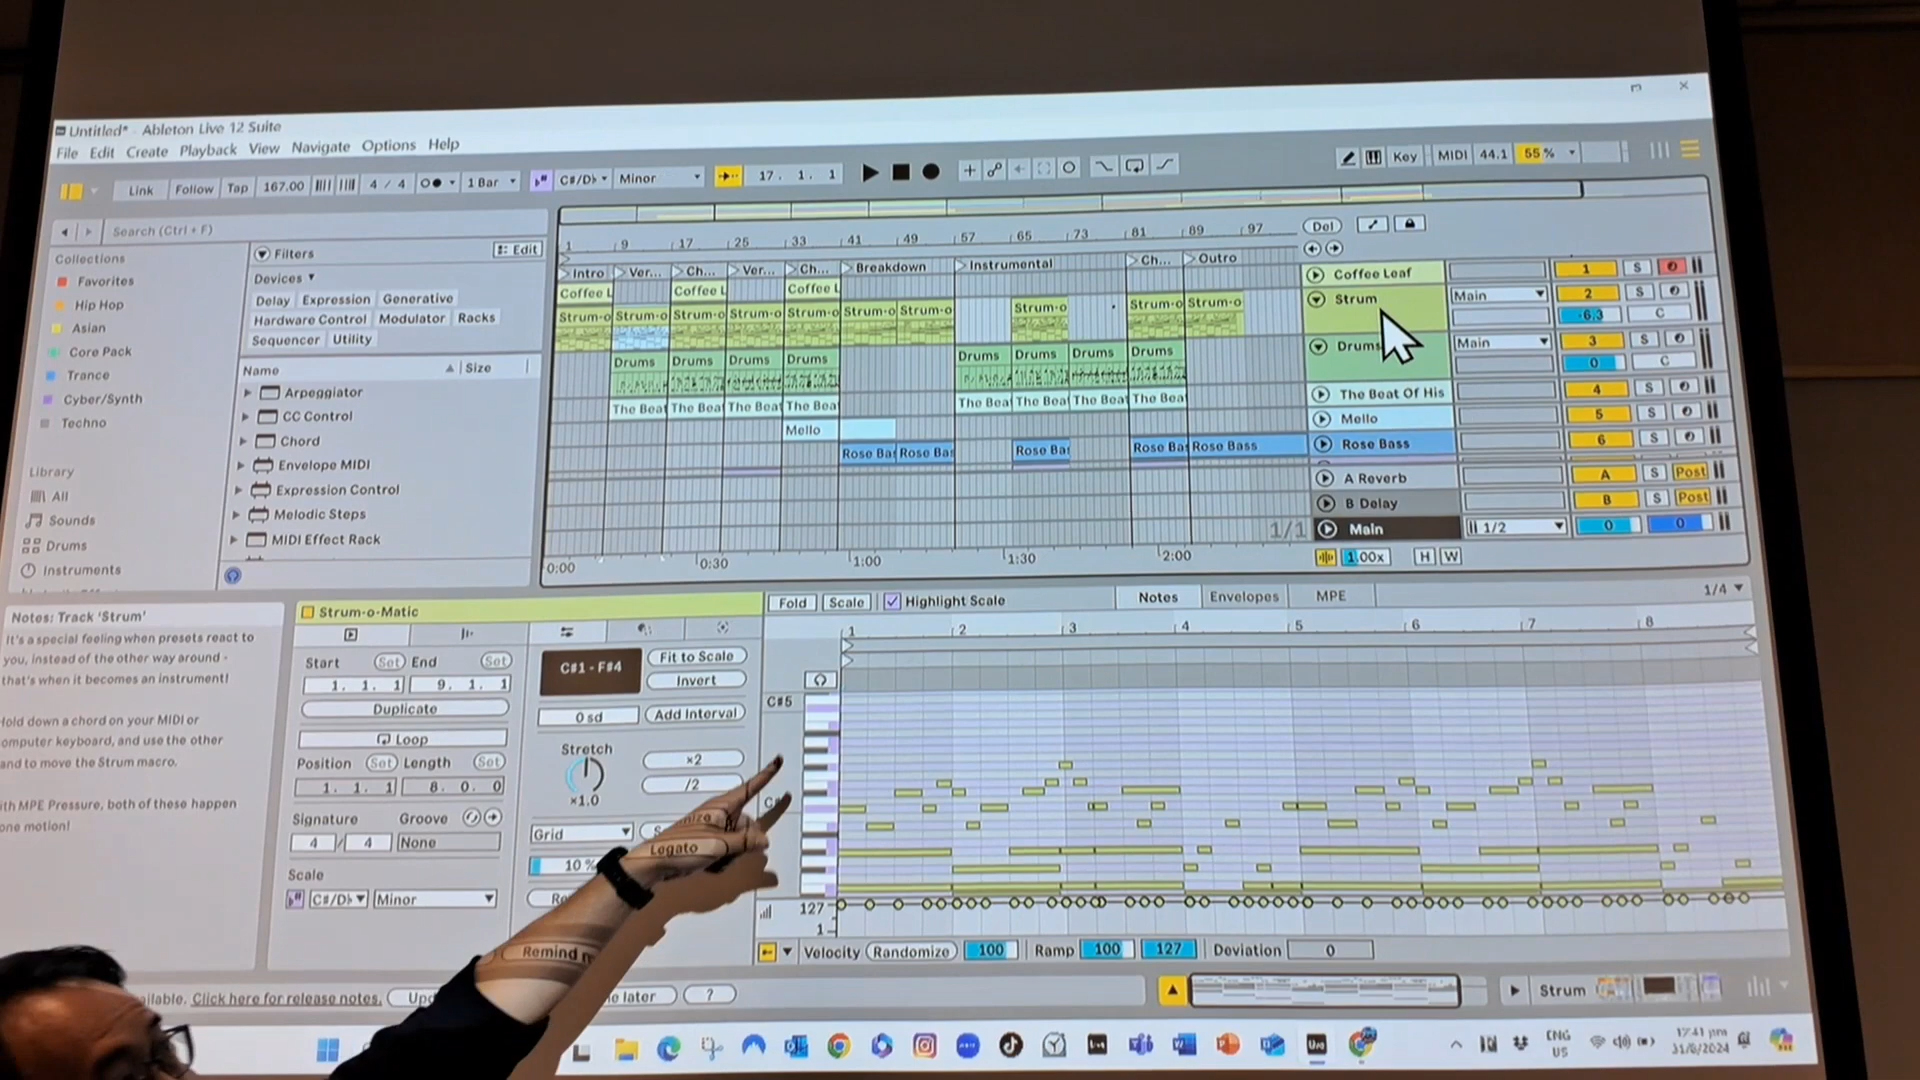 Untitled* - Ableton Live 12 Suite
File Edit Create Playback View Navigate Options Help
Link Follow Tap 167.00 4 / 4 1 Bar C#/D♭ Minor 17. 1. 1 Key MIDI 44.1 55 %
Search (Ctrl + F)
Collections
Favorites
Hip Hop
Asian
Core Pack
Trance
Cyber/Synth
Techno
Library
All
Sounds
Drums
Instruments
Filters Edit
Devices
Delay Expression Generative
Hardware Control Modulator Racks
Sequencer Utility
Name Size
Arpeggiator
CC Control
Chord
Envelope MIDI
Expression Control
Melodic Steps
MIDI Effect Rack
1 9 17 25 33 41 49 57 65 73 81 89 97
Intro Ver... Ch... Ver... Ch... Breakdown Instrumental Ch... Outro
Coffee L Coffee L Coffee L
Strum-o Strum-o Strum-o Strum-o Strum-o Strum-o Strum-o Strum-o Strum-o Strum-o
Drums Drums Drums Drums Drums Drums Drums Drums
The Beat The Beat The Beat The Beat The Beat The Beat The Beat The Beat
Mello
Rose Bas Rose Bas Rose Bas Rose Bas Rose Bass
1/1
0:00 0:30 1:00 1:30 2:00
Del
Coffee Leaf 1 S
Strum Main 2 S
-6.3 C
Drums Main 3 S
0 C
The Beat Of His 4 S
Mello 5 S
Rose Bass 6 S
A Reverb A S Post
B Delay B S Post
Main 1/2 0 0
1.00x H W
Notes: Track 'Strum'
It's a special feeling when presets react to
you, instead of the other way around -
that's when it becomes an instrument!
Hold down a chord on your MIDI or
computer keyboard, and use the other
and to move the Strum macro.
ith MPE Pressure, both of these happen
one motion!
Strum-o-Matic
Start Set End Set
1. 1. 1 9. 1. 1
Duplicate
Loop
Position Set Length Set
1. 1. 1 8. 0. 0
Signature Groove
4 / 4 None
Scale
C#/D♭ Minor
C#1 - F#4
Fit to Scale
Invert
0 sd Add Interval
Stretch
×1.0
×2
/2
Grid
Legato
10 %
Fold Scale Highlight Scale Notes Envelopes MPE 1/4
1 2 3 4 5 6 7 8
C#5
127
1
Velocity Randomize 100 Ramp 100 127 Deviation 0
ailable. Click here for release notes. Remind m e later ?
Strum
ENG
US
31/8/2024